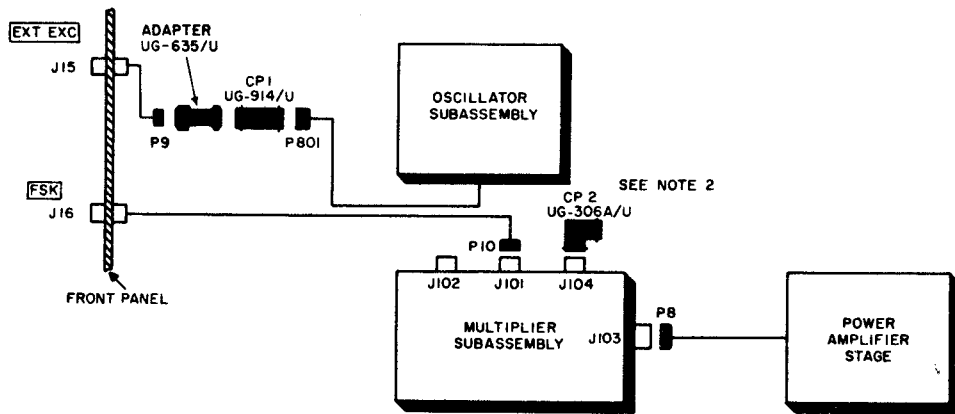 EXT EXC
J15
ADAPTER
UG-635/U
CP1
UG-914/U
P9
P801
OSCILLATOR
SUBASSEMBLY
FSK
J16
SEE NOTE 2
CP 2
UG-306A/U
P10
J102
J101
J104
FRONT PANEL
MULTIPLIER
SUBASSEMBLY
J103
P8
POWER
AMPLIFIER
STAGE